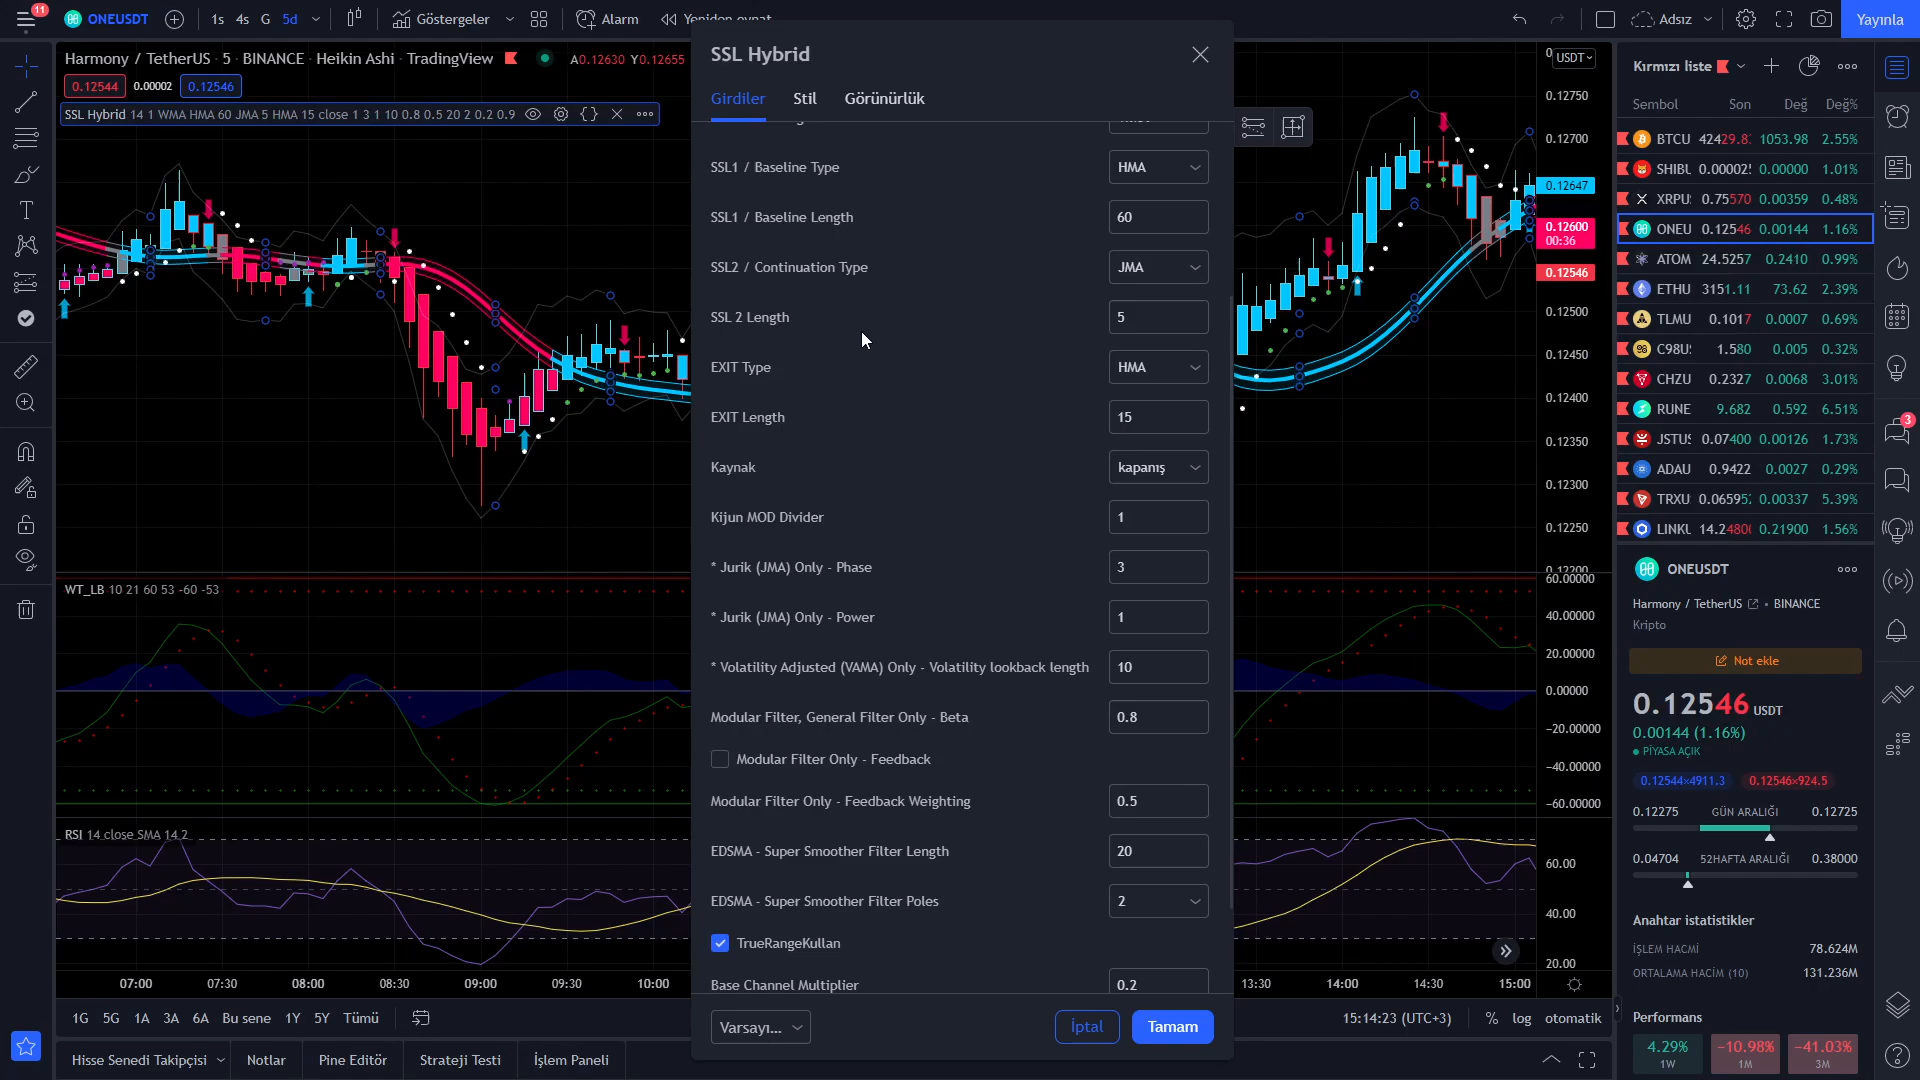 11
ONEUSDT
1s 4s G 5d
Göstergeler
Alarm
Yeniden oynat
Adsız
Yayınla
Harmony / TetherUS · 5 · BINANCE · Heikin Ashi · TradingView
A0.12630 Y0.12655
0.12544
0.00002
0.12546
SSL Hybrid 14 1 WMA HMA 60 JMA 5 HMA 15 close 1 3 1 10 0.8 0.5 20 2 0.2 0.9
SSL Hybrid
Girdiler
Stil
Görünürlük
SSL1 / Baseline Type
HMA
SSL1 / Baseline Length
60
SSL2 / Continuation Type
JMA
SSL 2 Length
5
EXIT Type
HMA
EXIT Length
15
Kaynak
kapanış
Kijun MOD Divider
1
* Jurik (JMA) Only - Phase
3
* Jurik (JMA) Only - Power
1
* Volatility Adjusted (VAMA) Only - Volatility lookback length
10
Modular Filter, General Filter Only - Beta
0.8
Modular Filter Only - Feedback
Modular Filter Only - Feedback Weighting
0.5
EDSMA - Super Smoother Filter Length
20
EDSMA - Super Smoother Filter Poles
2
TrueRangeKullan
Base Channel Multiplier
0.2
Varsayı...
İptal
Tamam
USDT
0.12750
0.12700
0.12647
0.12600
00:36
0.12546
0.12500
0.12450
0.12400
0.12350
0.12300
0.12250
0.12200
WT_LB 10 21 60 53 -60 -53
60.00000
40.00000
20.00000
0.00000
−20.00000
−40.00000
−60.00000
RSI 14 close SMA 14 2
60.00
40.00
20.00
07:00 07:30 08:00 08:30 09:00 09:30 10:00
13:30 14:00 14:30 15:00
1G 5G 1A 3A 6A Bu sene 1Y 5Y Tümü
15:14:23 (UTC+3)
% log otomatik
Hisse Senedi Takipçisi
Notlar
Pine Editör
Strateji Testi
İşlem Paneli
Kırmızı liste
Sembol Son Değ Değ%
BTCU 42429.8 1053.98 2.55%
SHIBU 0.00002 0.00000 1.01%
XRPU 0.75570 0.00359 0.48%
ONEU 0.12546 0.00144 1.16%
ATOM 24.5257 0.2410 0.99%
ETHU 3151.11 73.62 2.39%
TLMU 0.1017 0.0007 0.69%
C98U 1.580 0.005 0.32%
CHZU 0.2327 0.0068 3.01%
RUNE 9.682 0.592 6.51%
JSTUS 0.07400 0.00126 1.73%
ADAU 0.9422 0.0027 0.29%
TRXU 0.06595 0.00337 5.39%
LINKU 14.2480 0.21900 1.56%
3
ONEUSDT
Harmony / TetherUS • BINANCE
Kripto
Not ekle
0.12546 USDT
0.00144 (1.16%)
PİYASA AÇIK
0.12544×4911.3
0.12546×924.5
0.12275 GÜN ARALIĞI 0.12725
0.04704 52HAFTA ARALIĞI 0.38000
Anahtar istatistikler
İŞLEM HACMİ 78.624M
ORTALAMA HACİM (10) 131.236M
Performans
4.29%
1W
−10.98%
1M
−41.03%
3M